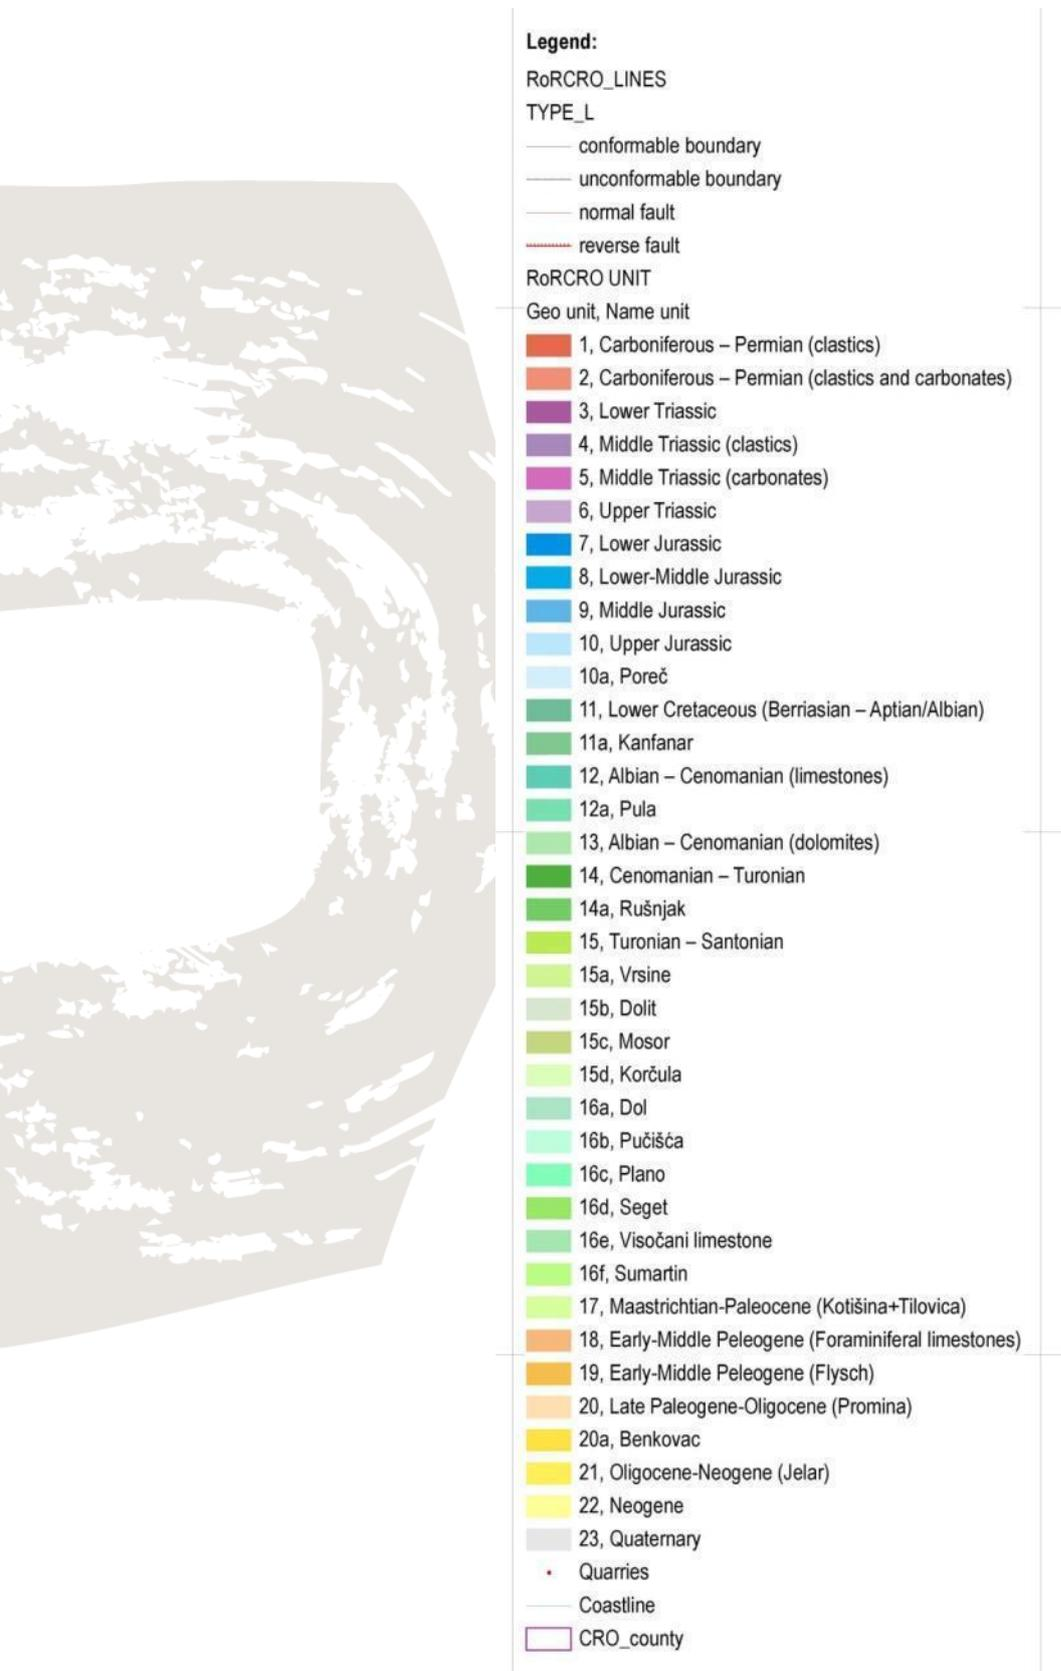 Legend:
RoRCRO_LINES
TYPE_L
conformable boundary
unconformable boundary
normal fault
reverse fault
RoRCRO UNIT
Geo unit, Name unit
1, Carboniferous – Permian (clastics)
2, Carboniferous – Permian (clastics and carbonates)
3, Lower Triassic
4, Middle Triassic (clastics)
5, Middle Triassic (carbonates)
6, Upper Triassic
7, Lower Jurassic
8, Lower-Middle Jurassic
9, Middle Jurassic
10, Upper Jurassic
10a, Poreč
11, Lower Cretaceous (Berriasian – Aptian/Albian)
11a, Kanfanar
12, Albian – Cenomanian (limestones)
12a, Pula
13, Albian – Cenomanian (dolomites)
14, Cenomanian – Turonian
14a, Rušnjak
15, Turonian – Santonian
15a, Vrsine
15b, Dolit
15c, Mosor
15d, Korčula
16a, Dol
16b, Pučišća
16c, Plano
16d, Seget
16e, Visočani limestone
16f, Sumartin
17, Maastrichtian-Paleocene (Kotišina+Tilovica)
18, Early-Middle Peleogene (Foraminiferal limestones)
19, Early-Middle Peleogene (Flysch)
20, Late Paleogene-Oligocene (Promina)
20a, Benkovac
21, Oligocene-Neogene (Jelar)
22, Neogene
23, Quaternary
Quarries
Coastline
CRO_county